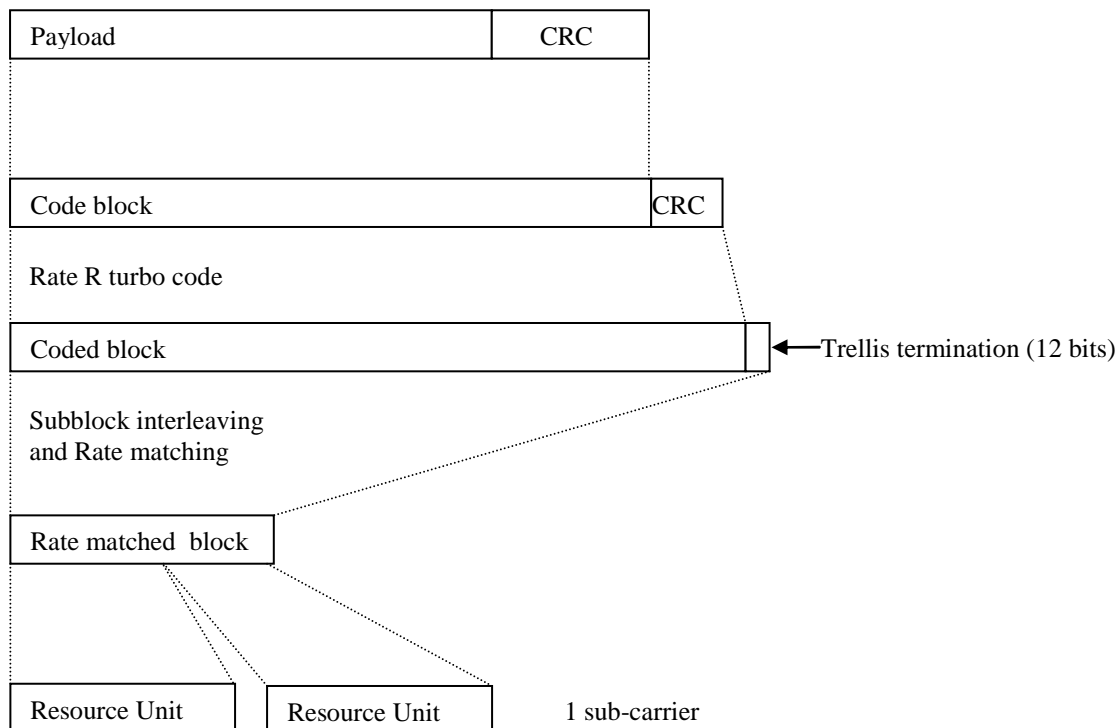 Payload
CRC
Code block
CRC
Rate R turbo code
Coded block
Trellis termination (12 bits)
Subblock interleaving
and Rate matching
Rate matched block
Resource Unit
Resource Unit
1 sub-carrier